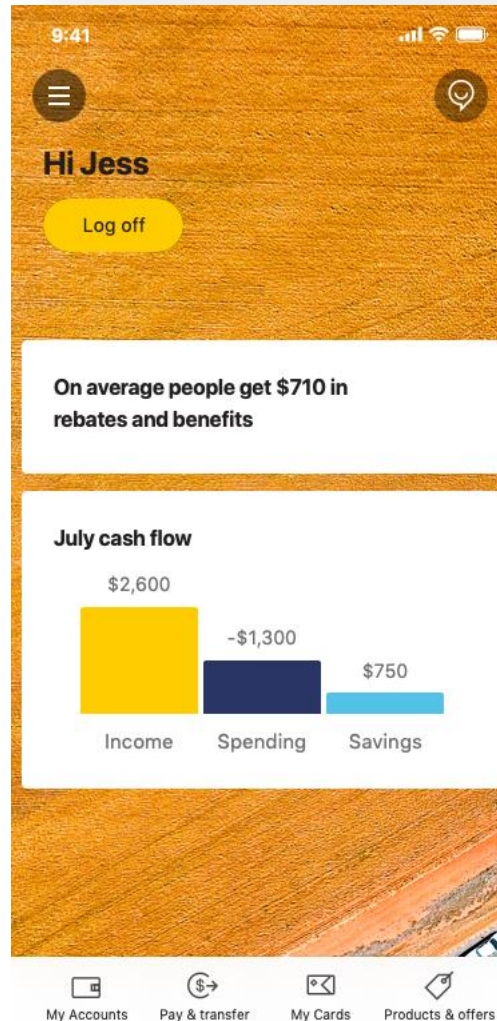 9:41
Hi Jess
Log off
On average people get $710 in
rebates and benefits
July cash flow
$2,600
-$1,300
$750
Income Spending Savings
My Accounts Pay & transfer My Cards Products & offers